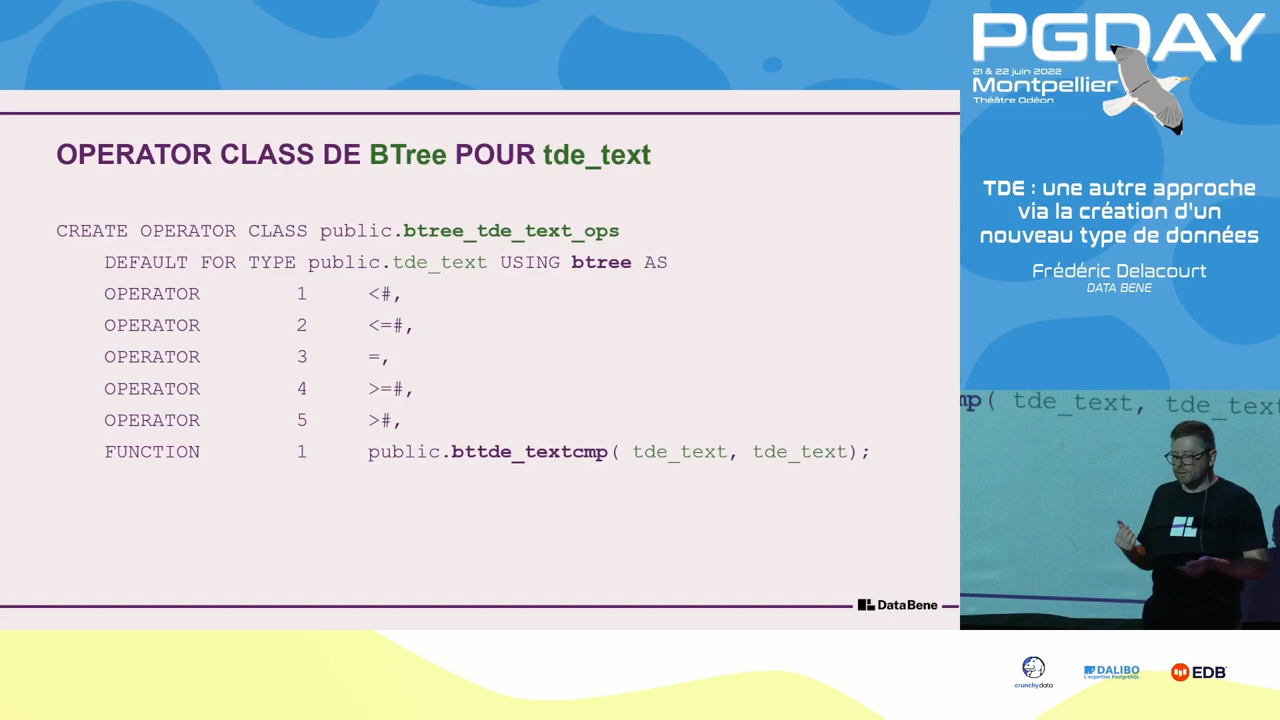 OPERATOR CLASS DE BTree POUR tde_text
CREATE OPERATOR CLASS public.btree_tde_text_ops
DEFAULT FOR TYPE public.tde_text USING btree AS
OPERATOR 1 <#,
OPERATOR 2 <=#,
OPERATOR 3 =,
OPERATOR 4 >=#,
OPERATOR 5 >#,
FUNCTION 1 public.bttde_textcmp( tde_text, tde_text);
DataBene
PGDAY
21 & 22 juin 2022
Montpellier
Théâtre Odéon
TDE : une autre approche
via la création d'un
nouveau type de données
Frédéric Delacourt
DATA BENE
mp( tde_text, tde_text
crunchydata
DALIBO
L'expertise PostgreSQL
EDB